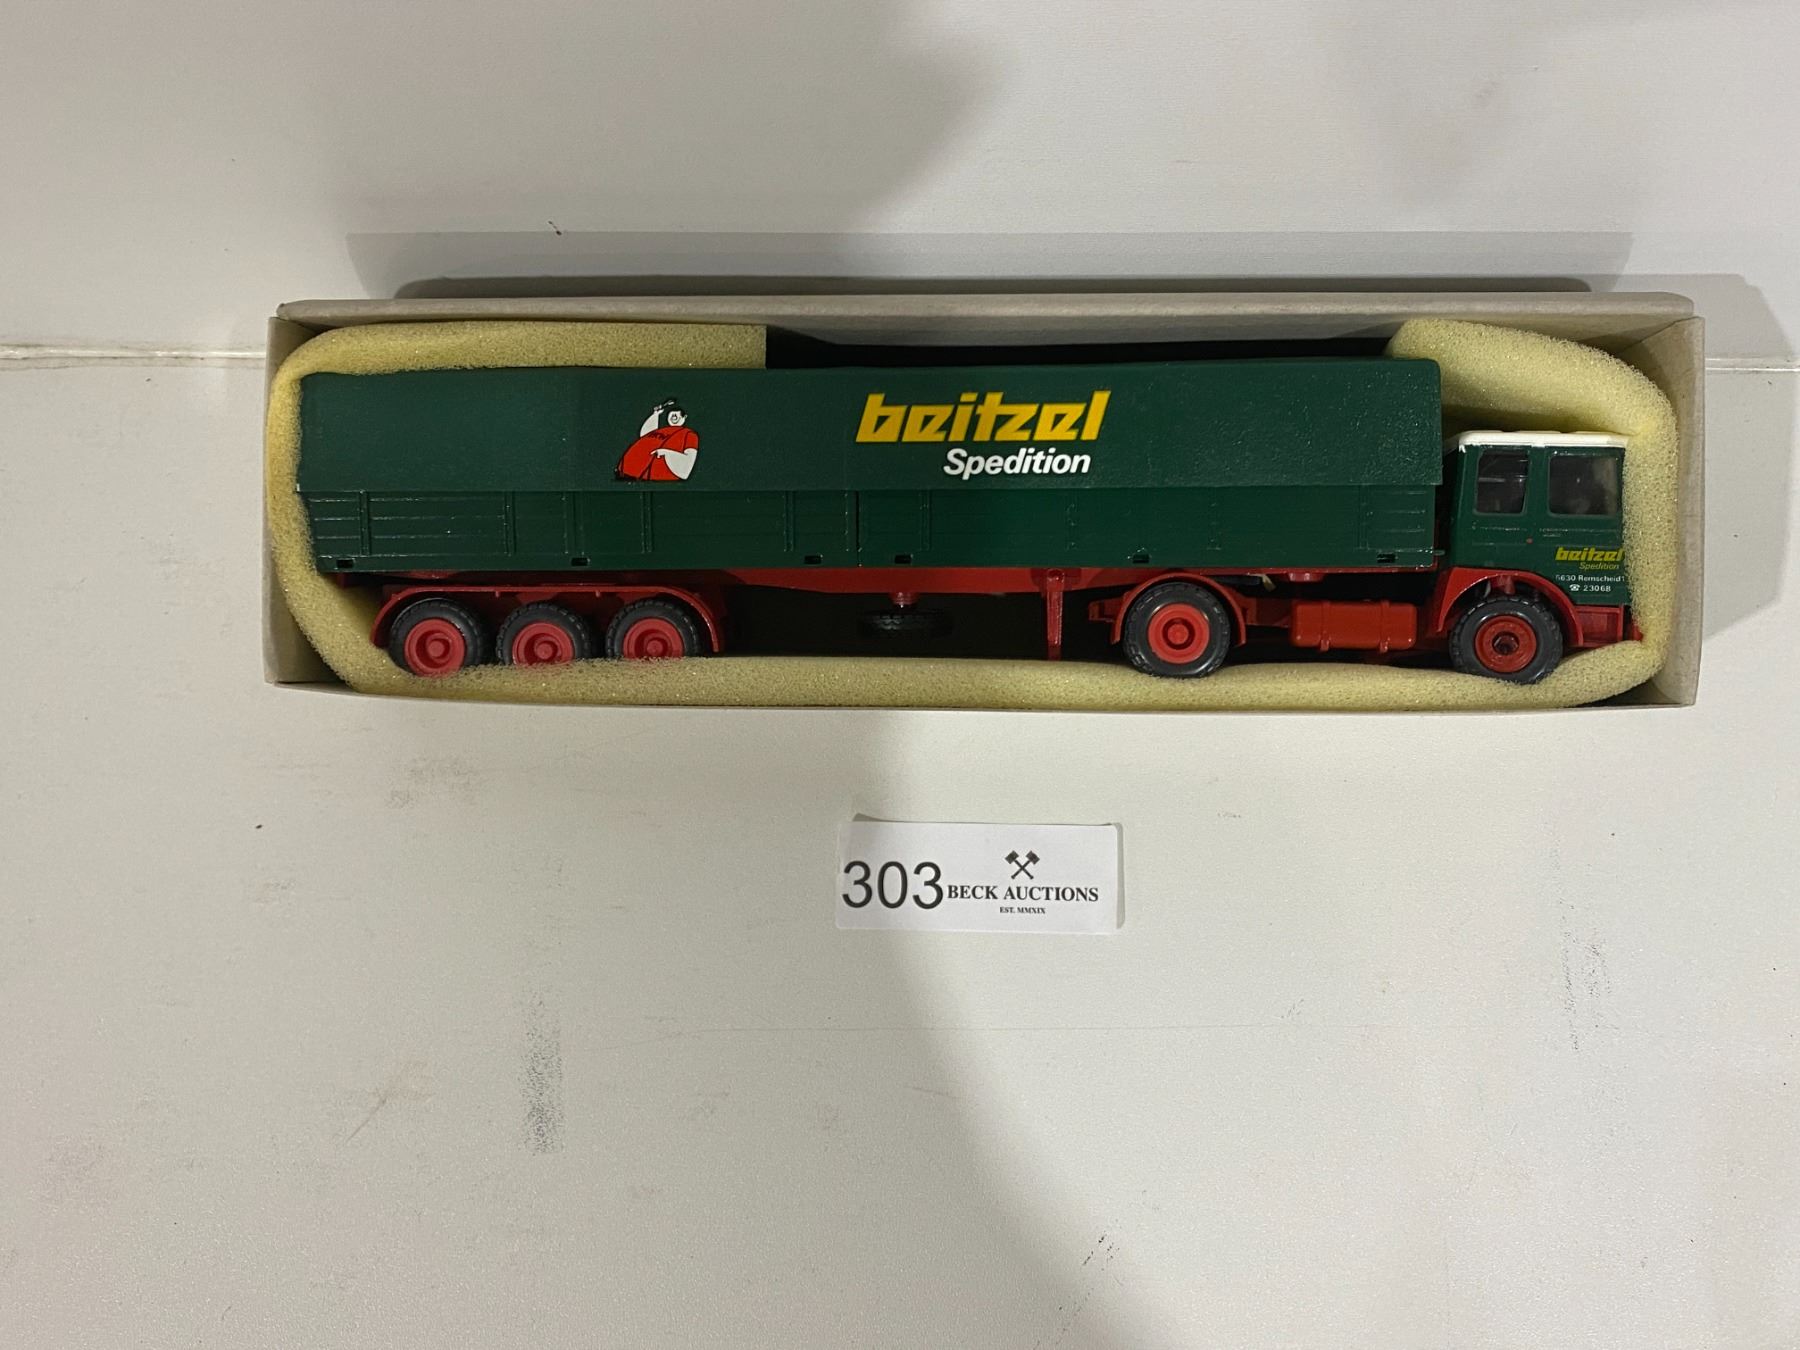 beitzel
Spedition
beitzel
Spedition
5630 Remscheid 1
☎ 23068
303
BECK AUCTIONS
EST. MMXIX